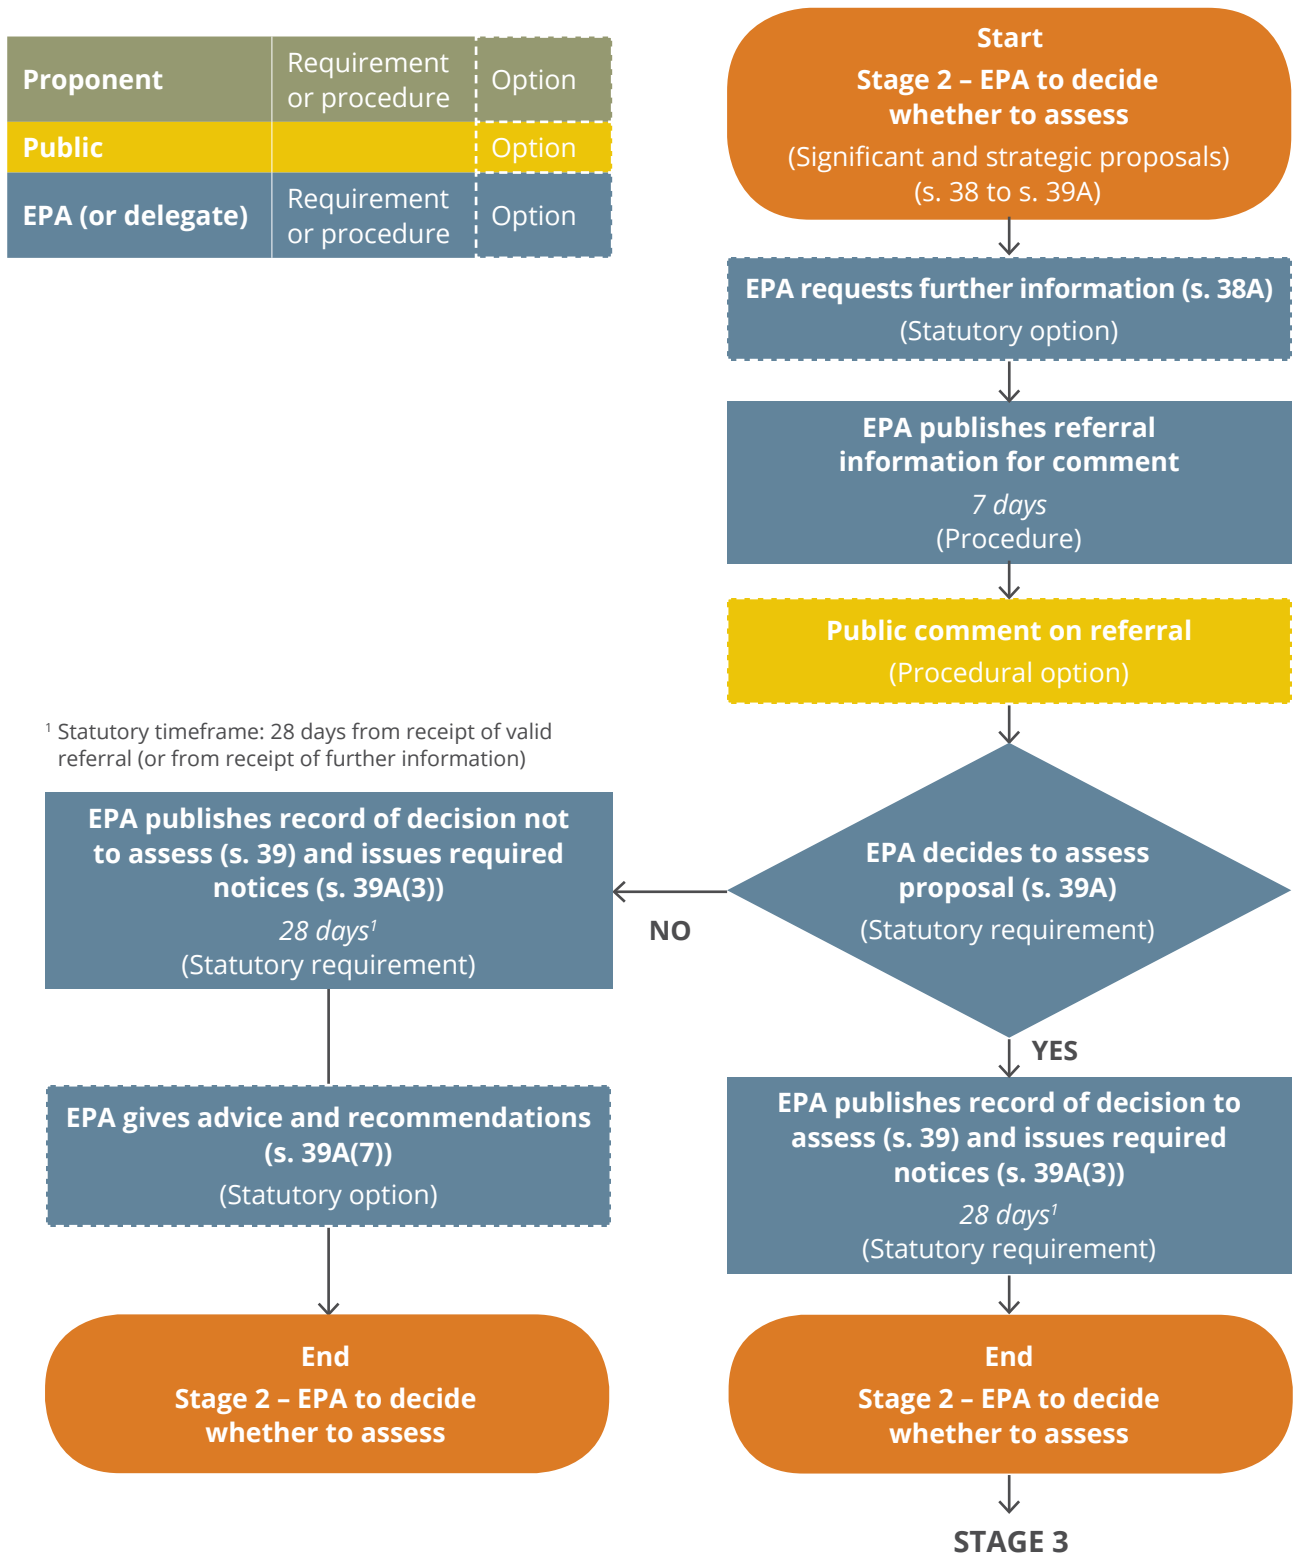 Proponent
Requirement
or procedure
Option
Public
Option
EPA (or delegate)
Requirement
or procedure
Option
Start
Stage 2 – EPA to decide
whether to assess
(Significant and strategic proposals)
(s. 38 to s. 39A)
EPA requests further information (s. 38A)
(Statutory option)
EPA publishes referral
information for comment
7 days
(Procedure)
Public comment on referral
(Procedural option)
EPA decides to assess
proposal (s. 39A)
(Statutory requirement)
NO
YES
¹ Statutory timeframe: 28 days from receipt of valid
referral (or from receipt of further information)
EPA publishes record of decision not
to assess (s. 39) and issues required
notices (s. 39A(3))
28 days¹
(Statutory requirement)
EPA gives advice and recommendations
(s. 39A(7))
(Statutory option)
End
Stage 2 – EPA to decide
whether to assess
EPA publishes record of decision to
assess (s. 39) and issues required
notices (s. 39A(3))
28 days¹
(Statutory requirement)
End
Stage 2 – EPA to decide
whether to assess
STAGE 3